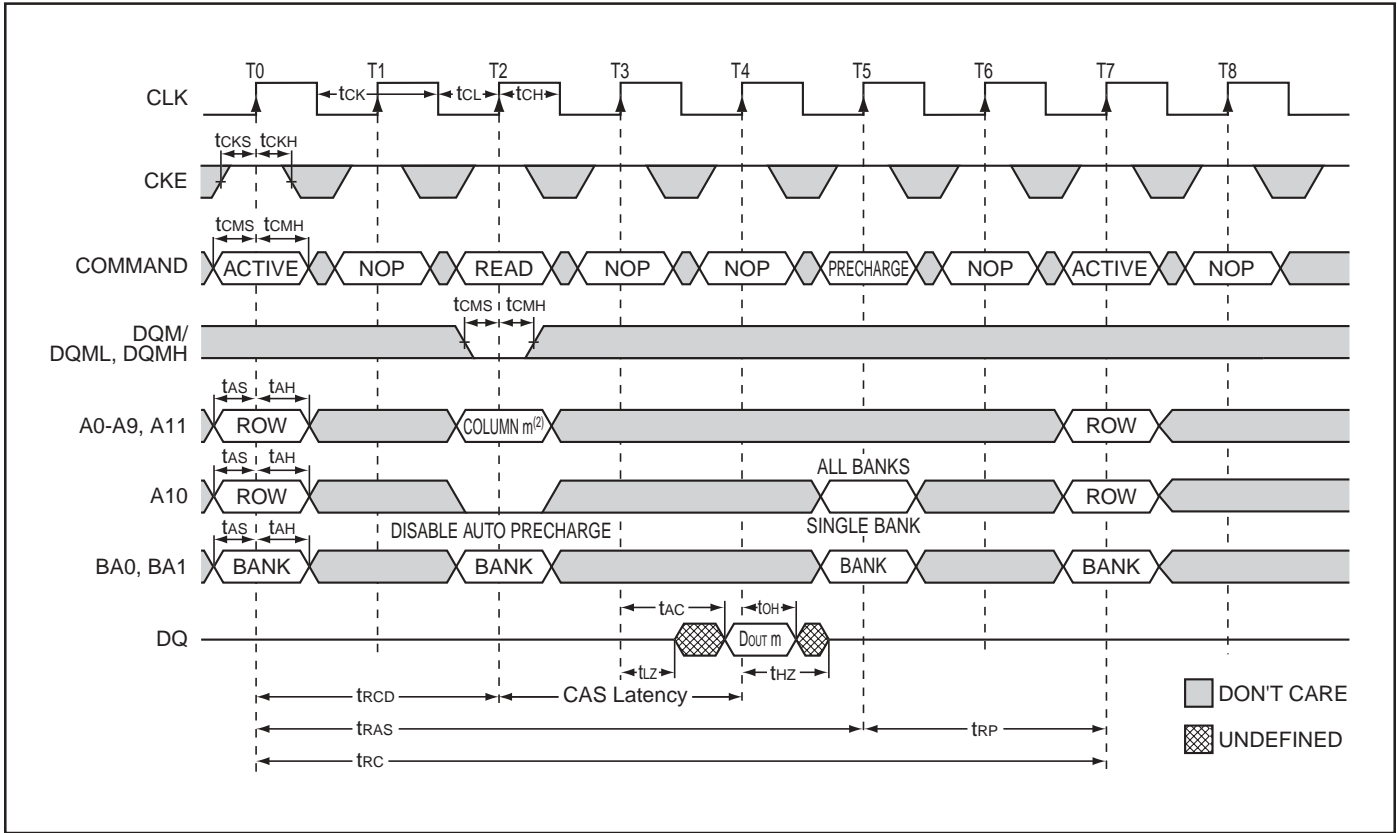 T0 T1 T2 T3 T4 T5 T6 T7 T8
CLK tCK tCL tCH
tCKS tCKH
CKE
tCMS tCMH
COMMAND ACTIVE NOP READ NOP NOP PRECHARGE NOP ACTIVE NOP
tCMS tCMH
DQM/
DQML, DQMH
tAS tAH
A0-A9, A11 ROW COLUMN m(2) ROW
tAS tAH ALL BANKS
A10 ROW ROW
tAS tAH DISABLE AUTO PRECHARGE SINGLE BANK
BA0, BA1 BANK BANK BANK BANK
tAC tOH
DQ DOUT m
tLZ tHZ
tRCD CAS Latency
DON'T CARE
tRAS tRP
UNDEFINED
tRC